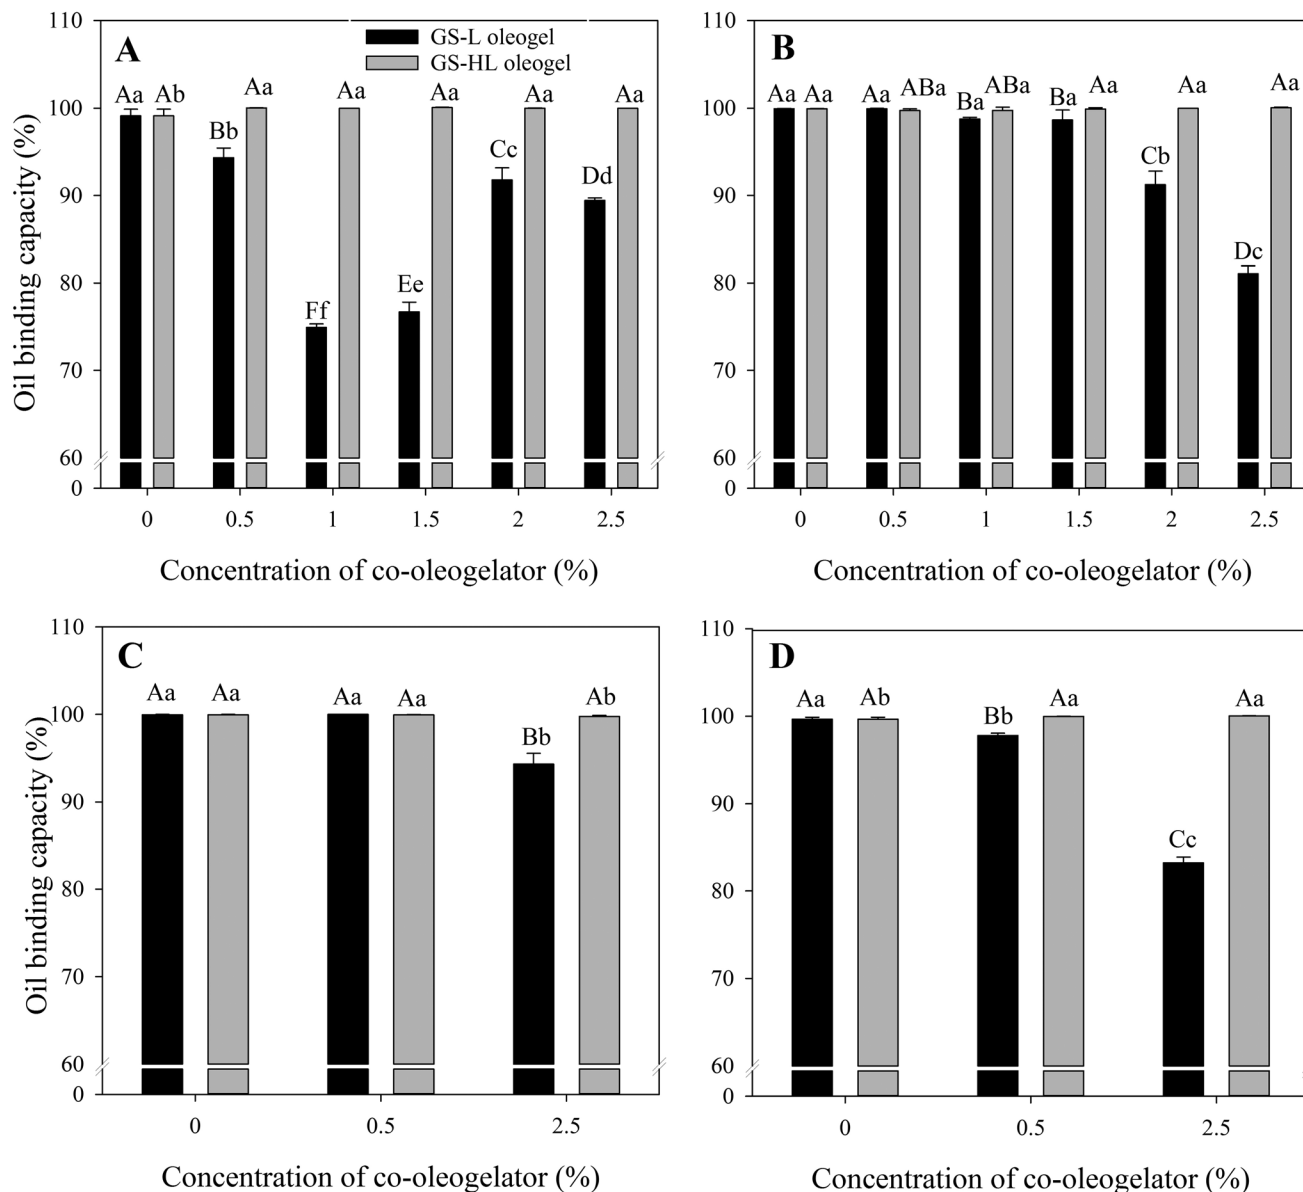 A
GS-L oleogel
GS-HL oleogel
Oil binding capacity (%)
110
100
90
80
70
60
0
Aa Ab Bb Aa Ff Aa Ee Aa Cc Aa Dd Aa
0 0.5 1 1.5 2 2.5
Concentration of co-oleogelator (%)
B
110
100
90
80
70
60
0
Aa Aa Aa ABa Ba ABa Ba Aa Cb Aa Dc Aa
0 0.5 1 1.5 2 2.5
Concentration of co-oleogelator (%)
C
Oil binding capacity (%)
110
100
90
80
70
60
0
Aa Aa Aa Aa Bb Ab
0 0.5 2.5
Concentration of co-oleogelator (%)
D
110
100
90
80
70
60
0
Aa Ab Bb Aa Cc Aa
0 0.5 2.5
Concentration of co-oleogelator (%)